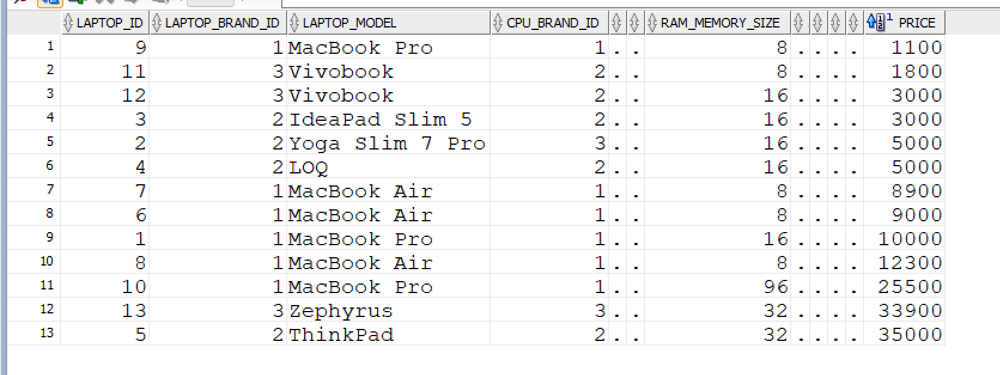 LAPTOP_ID LAPTOP_BRAND_ID LAPTOP_MODEL CPU_BRAND_ID RAM_MEMORY_SIZE 1 PRICE
1 9 1 MacBook Pro 1 . . 8 . . . . 1100
2 11 3 Vivobook 2 . . 8 . . . . 1800
3 12 3 Vivobook 2 . . 16 . . . . 3000
4 3 2 IdeaPad Slim 5 2 . . 16 . . . . 3000
5 2 2 Yoga Slim 7 Pro 3 . . 16 . . . . 5000
6 4 2 LOQ 2 . . 16 . . . . 5000
7 7 1 MacBook Air 1 . . 8 . . . . 8900
8 6 1 MacBook Air 1 . . 8 . . . . 9000
9 1 1 MacBook Pro 1 . . 16 . . . . 10000
10 8 1 MacBook Air 1 . . 8 . . . . 12300
11 10 1 MacBook Pro 1 . . 96 . . . . 25500
12 13 3 Zephyrus 3 . . 32 . . . . 33900
13 5 2 ThinkPad 2 . . 32 . . . . 35000